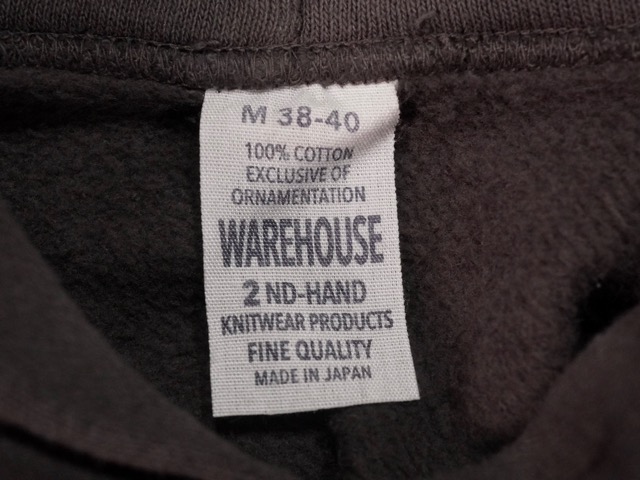 M 38-40
100% COTTON
EXCLUSIVE OF
ORNAMENTATION
WAREHOUSE
2 ND-HAND
KNITWEAR PRODUCTS
FINE QUALITY
MADE IN JAPAN